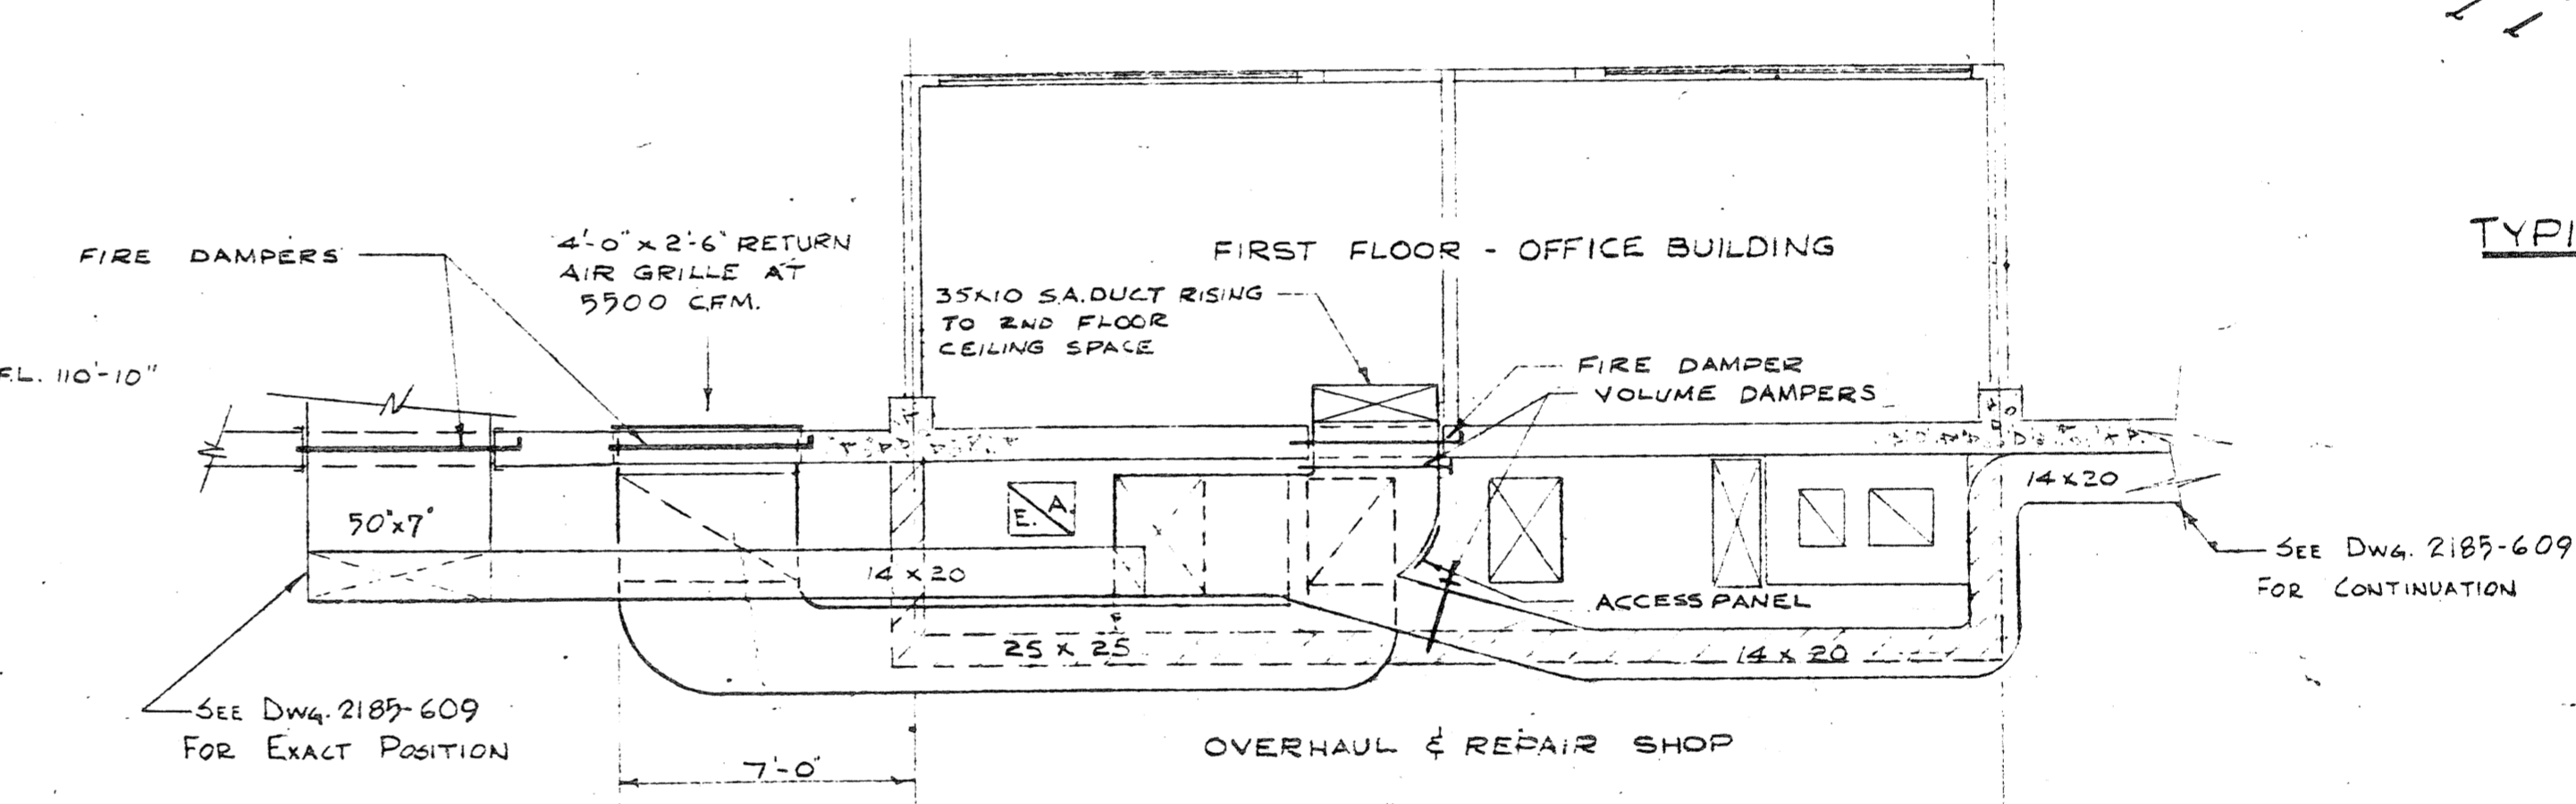 FIRE DAMPERS
4'-0" x 2'-6" RETURN
AIR GRILLE AT
5500 C.F.M.
FIRST FLOOR - OFFICE BUILDING
TYPI
35x10 S.A. DUCT RISING
TO 2ND FLOOR
CEILING SPACE
FIRE DAMPER
VOLUME DAMPERS
F.L. 110'-10"
50"x7"
E. A.
14 x 20
14 x 20
SEE DWG. 2185-609
FOR CONTINUATION
ACCESS PANEL
25 x 25
14 x 20
SEE DWG. 2185-609
FOR EXACT POSITION
OVERHAUL & REPAIR SHOP
7'-0"